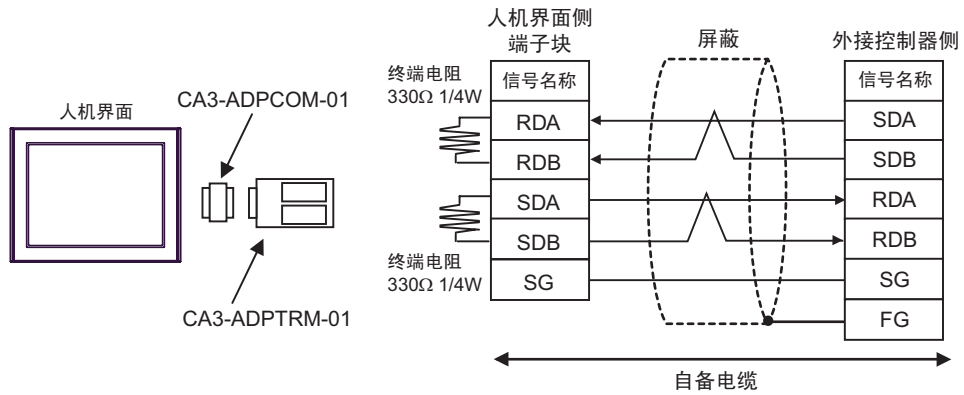 人机界面
CA3-ADPCOM-01
CA3-ADPTRM-01
人机界面侧
端子块
屏蔽
外接控制器侧
终端电阻
330Ω 1/4W
信号名称
RDA
RDB
SDA
SDB
SG
终端电阻
330Ω 1/4W
信号名称
SDA
SDB
RDA
RDB
SG
FG
自备电缆